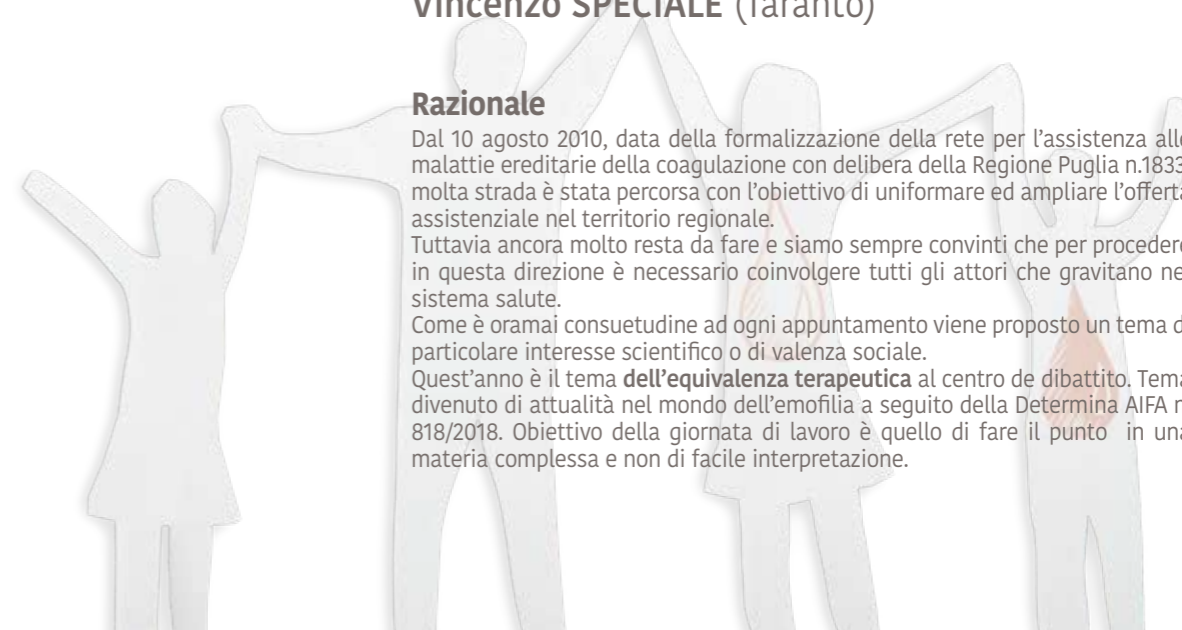 Vincenzo SPECIALE (Taranto)
Razionale
Dal 10 agosto 2010, data della formalizzazione della rete per l’assistenza alle
malattie ereditarie della coagulazione con delibera della Regione Puglia n.1833
molta strada è stata percorsa con l’obiettivo di uniformare ed ampliare l’offerta
assistenziale nel territorio regionale.
Tuttavia ancora molto resta da fare e siamo sempre convinti che per procedere
in questa direzione è necessario coinvolgere tutti gli attori che gravitano ne
sistema salute.
Come è oramai consuetudine ad ogni appuntamento viene proposto un tema d
particolare interesse scientifico o di valenza sociale.
Quest’anno è il tema dell’equivalenza terapeutica al centro de dibattito. Tema
divenuto di attualità nel mondo dell’emofilia a seguito della Determina AIFA n
818/2018. Obiettivo della giornata di lavoro è quello di fare il punto in una
materia complessa e non di facile interpretazione.